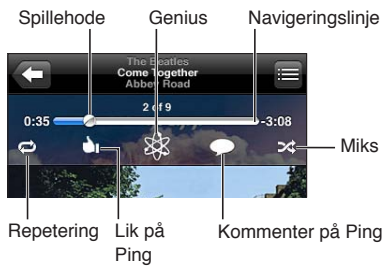 Spillehode Genius Navigeringslinje
The Beatles
Come Together
Abbey Road
2 of 9
0:35 -3:08
Miks
Repetering Lik på Ping Kommenter på Ping